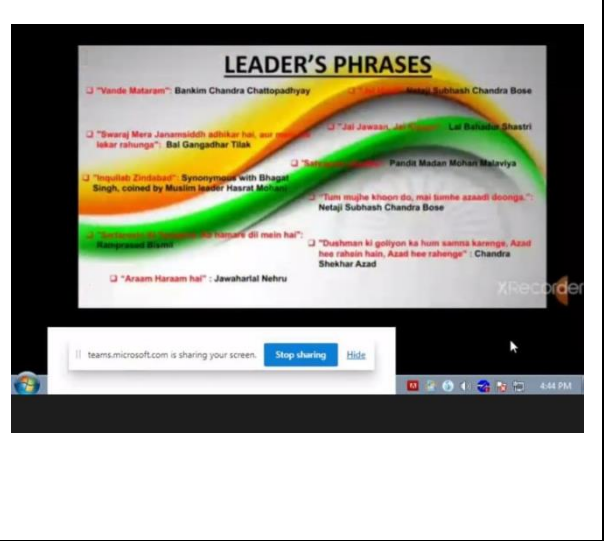 LEADER'S PHRASES
"Vande Mataram": Bankim Chandra Chattopadhyay
Netaji Subhash Chandra Bose
"Swaraj Mera Janamsiddh adhikar hai, aur
lekar rahunga": Bal Gangadhar Tilak
"Jai Jawaan, Jai Lal Bahadur Shastri
Pandit Madan Mohan Malaviya
"Inquilab Zindabad": Synonymous with Bhagat
Singh, coined by Muslim leader Hasrat Mohani
"Tum mujhe khoon do, mai tumhe azaadi doonga.":
Netaji Subhash Chandra Bose
hamare dil mein hai":
Ramprasad Bismil
"Dushman ki goliyon ka hum samna karenge, Azad
hee rahein hain, Azad hee rahenge" : Chandra
Shekhar Azad
"Araam Haraam hai" : Jawaharlal Nehru
XRecorder
teams.microsoft.com is sharing your screen. Stop sharing Hide
4:44 PM